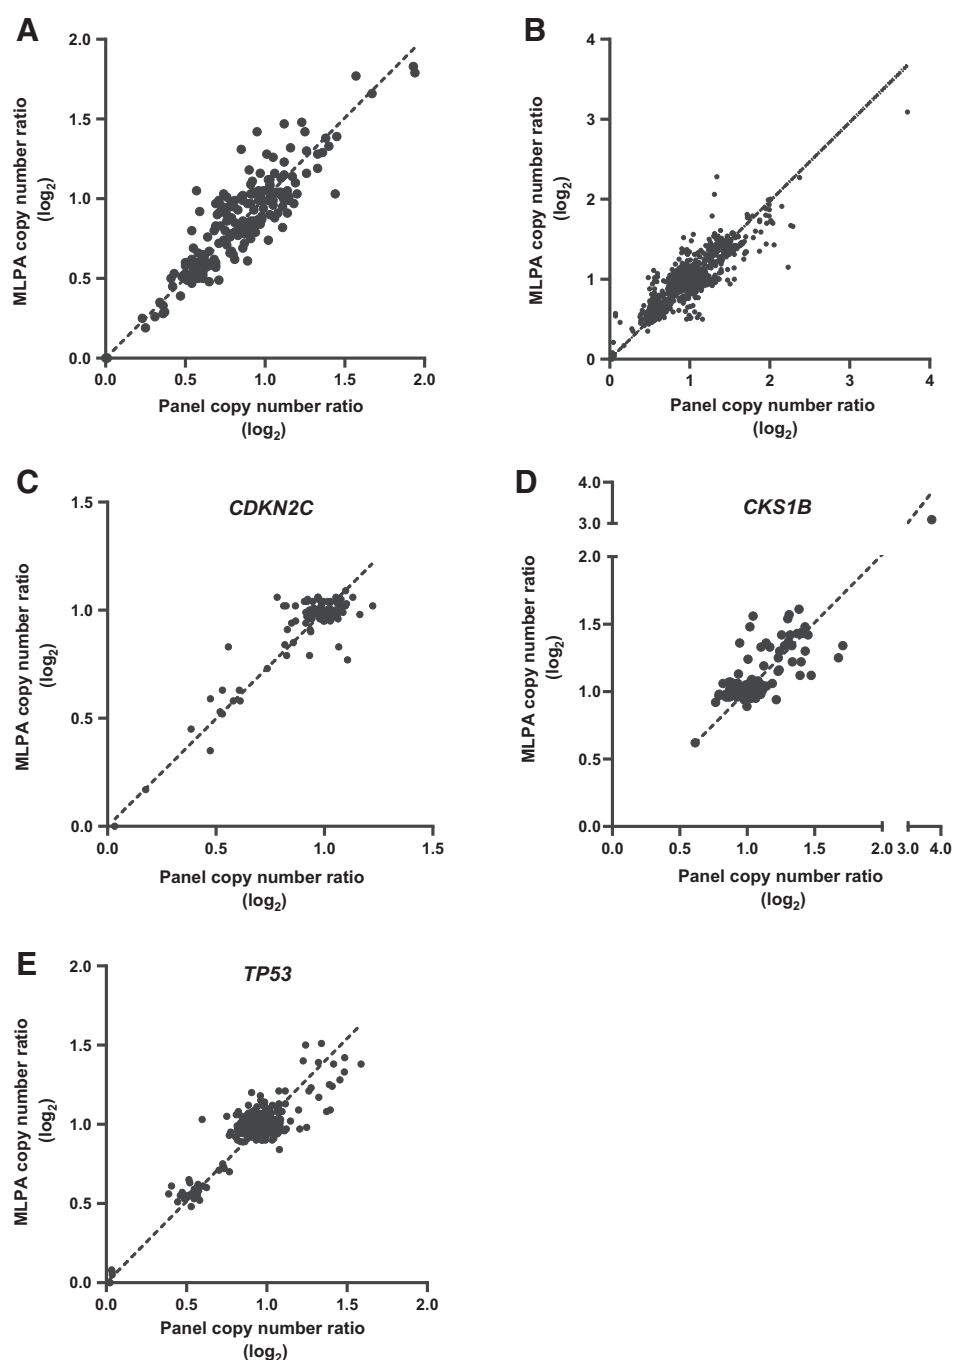 A
2.0
1.5
1.0
0.5
0.0
MLPA copy number ratio
(log2)
0.0 0.5 1.0 1.5 2.0
Panel copy number ratio
(log2)
B
4
3
2
1
0
MLPA copy number ratio
(log2)
0 1 2 3 4
Panel copy number ratio
(log2)
C
CDKN2C
1.5
1.0
0.5
0.0
MLPA copy number ratio
(log2)
0.0 0.5 1.0 1.5
Panel copy number ratio
(log2)
D
CKS1B
4.0
3.0
2.0
1.5
1.0
0.5
0.0
MLPA copy number ratio
(log2)
0.0 0.5 1.0 1.5 2.0 3.0 4.0
Panel copy number ratio
(log2)
E
TP53
2.0
1.5
1.0
0.5
0.0
MLPA copy number ratio
(log2)
0.0 0.5 1.0 1.5 2.0
Panel copy number ratio
(log2)